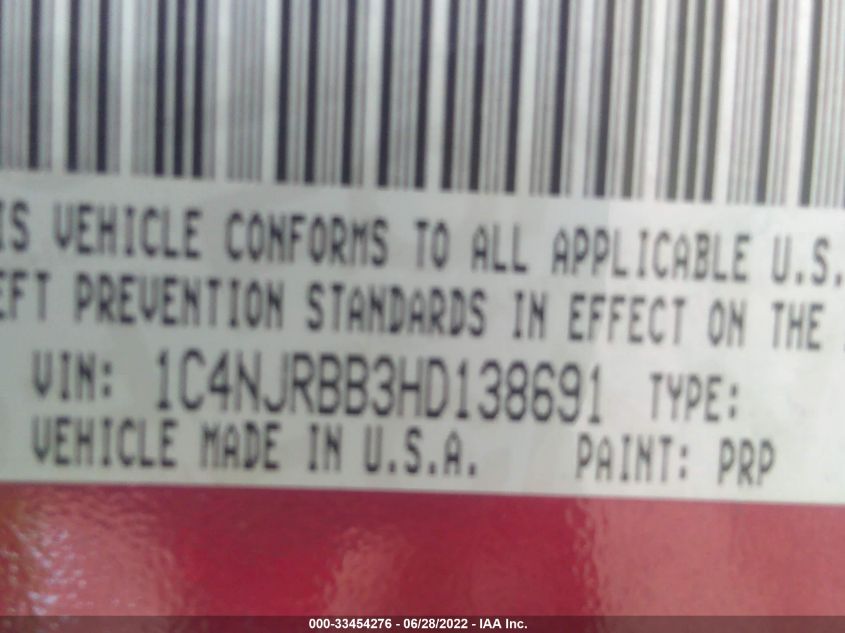 IS VEHICLE CONFORMS TO ALL APPLICABLE U.S.
EFT PREVENTION STANDARDS IN EFFECT ON THE
VIN: 1C4NJRBB3HD138691 TYPE:
VEHICLE MADE IN U.S.A. PAINT: PRP
000-33454276 - 06/28/2022 - IAA Inc.